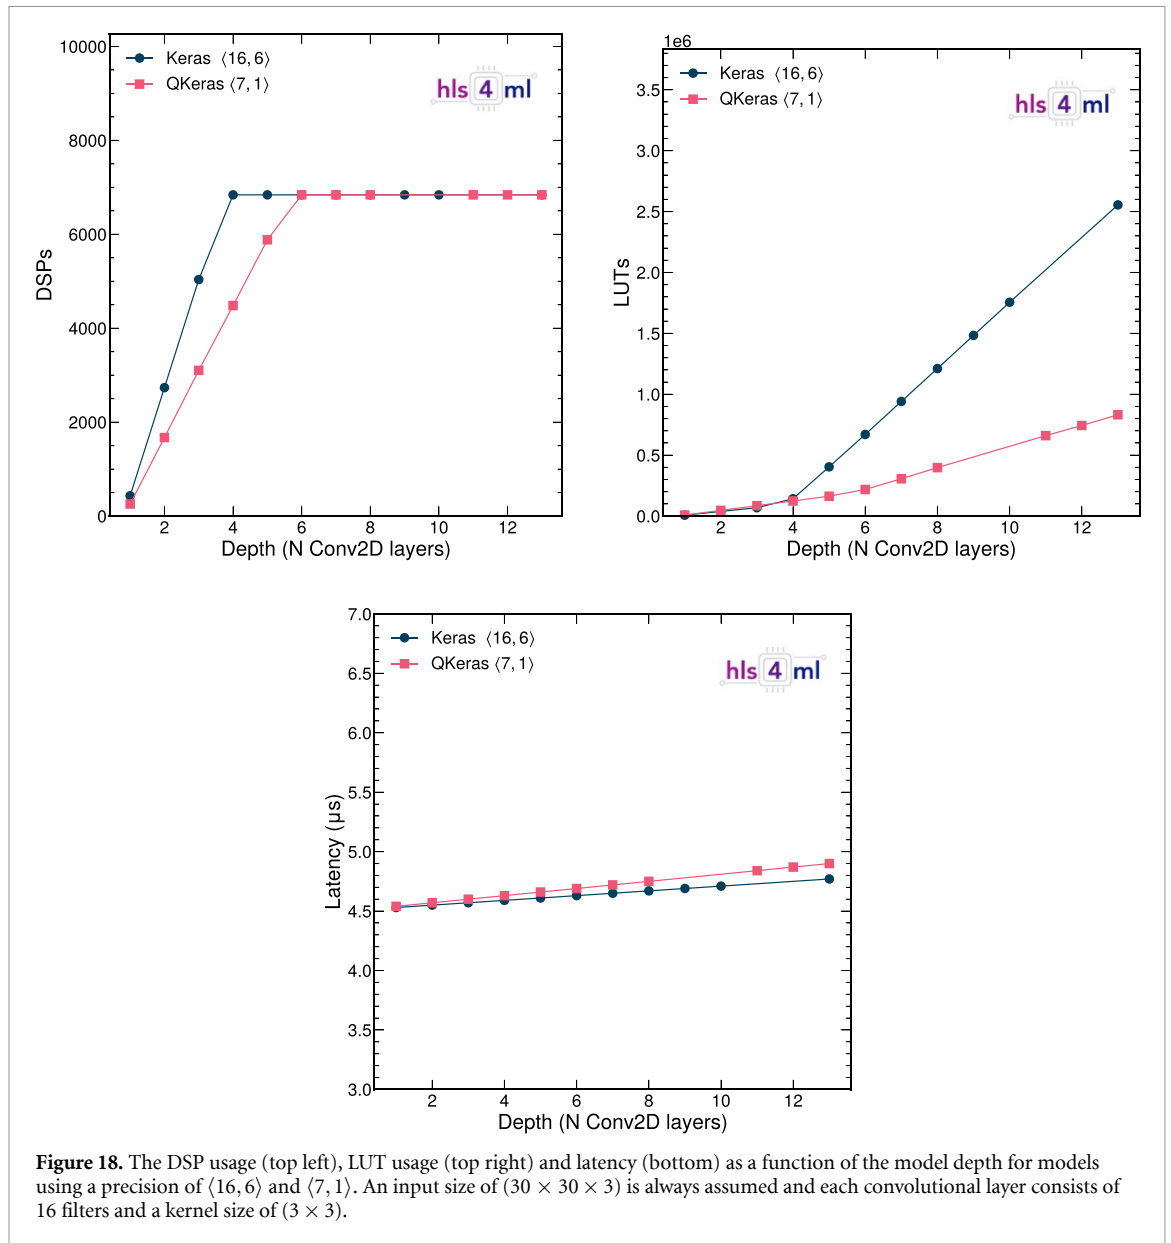 10000
8000
6000
4000
2000
0
2
4
6
8
10
12
DSPs
Depth (N Conv2D layers)
Keras ⟨16, 6⟩
QKeras ⟨7, 1⟩
hls 4 ml
1e6
3.5
3.0
2.5
2.0
1.5
1.0
0.5
0.0
2
4
6
8
10
12
LUTs
Depth (N Conv2D layers)
Keras ⟨16, 6⟩
QKeras ⟨7, 1⟩
hls 4 ml
7.0
6.5
6.0
5.5
5.0
4.5
4.0
3.5
3.0
2
4
6
8
10
12
Latency (μs)
Depth (N Conv2D layers)
Keras ⟨16, 6⟩
QKeras ⟨7, 1⟩
hls 4 ml
Figure 18. The DSP usage (top left), LUT usage (top right) and latency (bottom) as a function of the model depth for models
using a precision of ⟨16, 6⟩ and ⟨7, 1⟩. An input size of (30 × 30 × 3) is always assumed and each convolutional layer consists of
16 filters and a kernel size of (3 × 3).